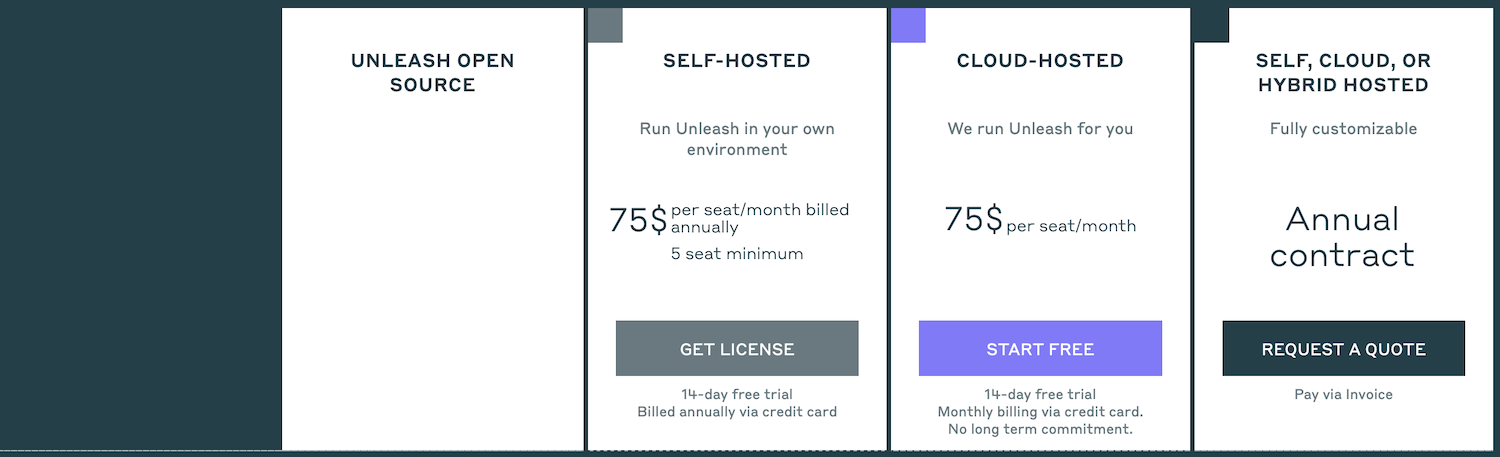 UNLEASH OPEN
SOURCE
SELF-HOSTED
Run Unleash in your own
environment
75$ per seat/month billed
annually
5 seat minimum
GET LICENSE
14-day free trial
Billed annually via credit card
CLOUD-HOSTED
We run Unleash for you
75$ per seat/month
START FREE
14-day free trial
Monthly billing via credit card.
No long term commitment.
SELF, CLOUD, OR
HYBRID HOSTED
Fully customizable
Annual
contract
REQUEST A QUOTE
Pay via Invoice